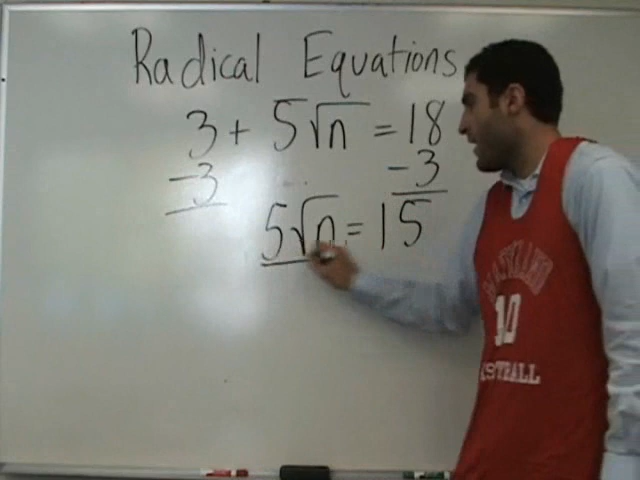 Radical Equations
3 + 5√n = 18
-3 -3
5√n = 15
10